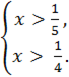 { x > 1/5,
{ x > 1/4.